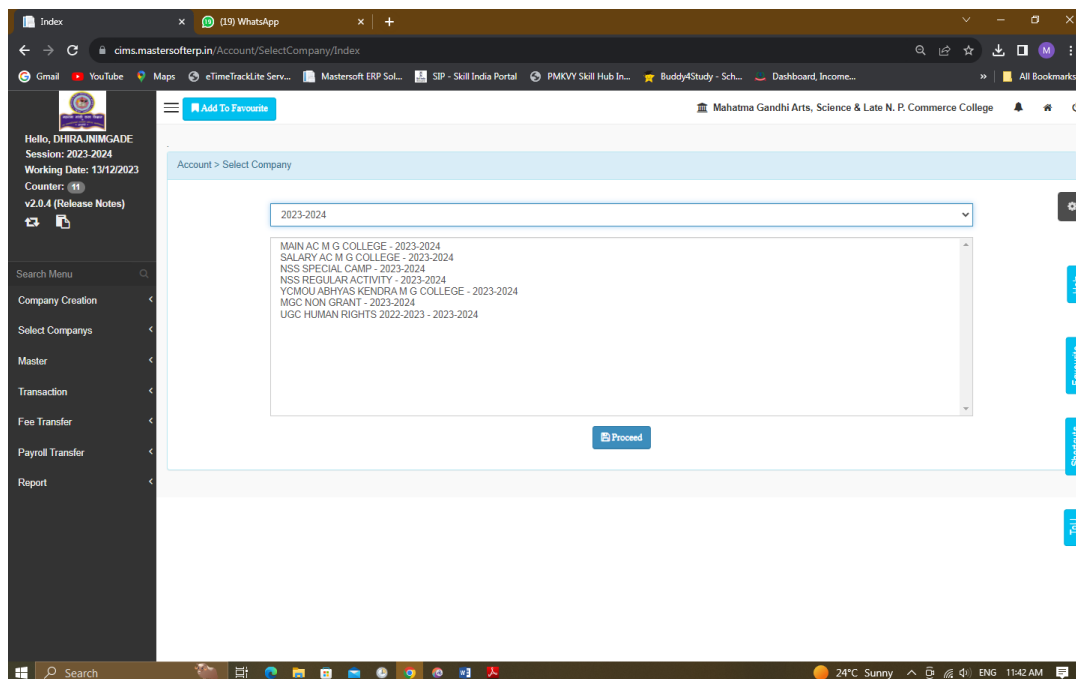 Index
(19) WhatsApp
cims.mastersofterp.in/Account/SelectCompany/Index
M
Gmail YouTube Maps eTimeTrackLite Serv... Mastersoft ERP Sol... SIP - Skill India Portal PMKVY Skill Hub In... Buddy4Study - Sch... Dashboard, Income... » All Bookmarks
Add To Favourite
Mahatma Gandhi Arts, Science & Late N. P. Commerce College
Hello, DHIRAJNIMGADE
Session: 2023-2024
Working Date: 13/12/2023
Counter: 11
v2.0.4 (Release Notes)
Search Menu
Company Creation
Select Companys
Master
Transaction
Fee Transfer
Payroll Transfer
Report
Account > Select Company
2023-2024
MAIN AC M G COLLEGE - 2023-2024
SALARY AC M G COLLEGE - 2023-2024
NSS SPECIAL CAMP - 2023-2024
NSS REGULAR ACTIVITY - 2023-2024
YCMOU ABHYAS KENDRA M G COLLEGE - 2023-2024
MGC NON GRANT - 2023-2024
UGC HUMAN RIGHTS 2022-2023 - 2023-2024
Proceed
Search
24°C Sunny
ENG
11:42 AM